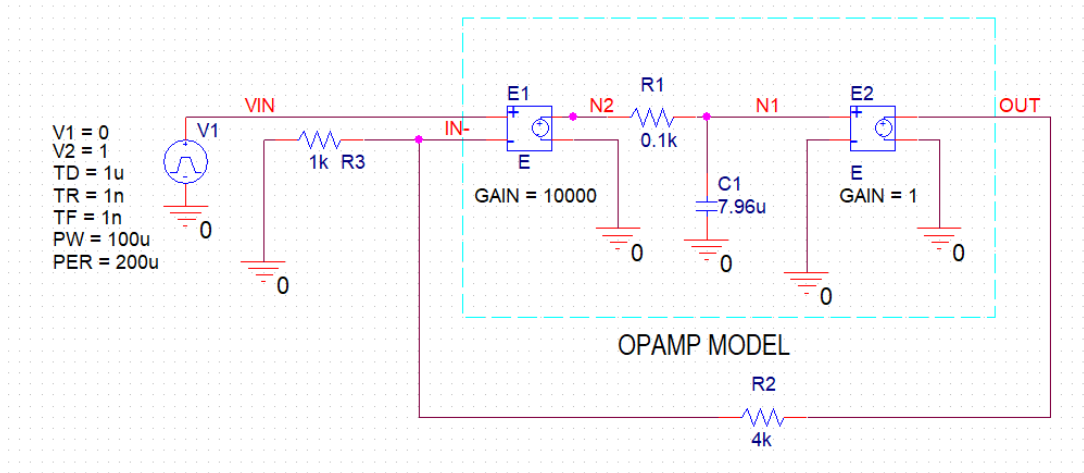 E1
R1
E2
VIN
N2
N1
OUT
V1 = 0
V1
IN-
V2 = 1
TD = 1u
1k R3
0.1k
TR = 1n
E
C1
E
TF = 1n
GAIN = 10000
7.96u
GAIN = 1
PW = 100u
0
PER = 200u
0
0
0
0
0
OPAMP MODEL
R2
4k